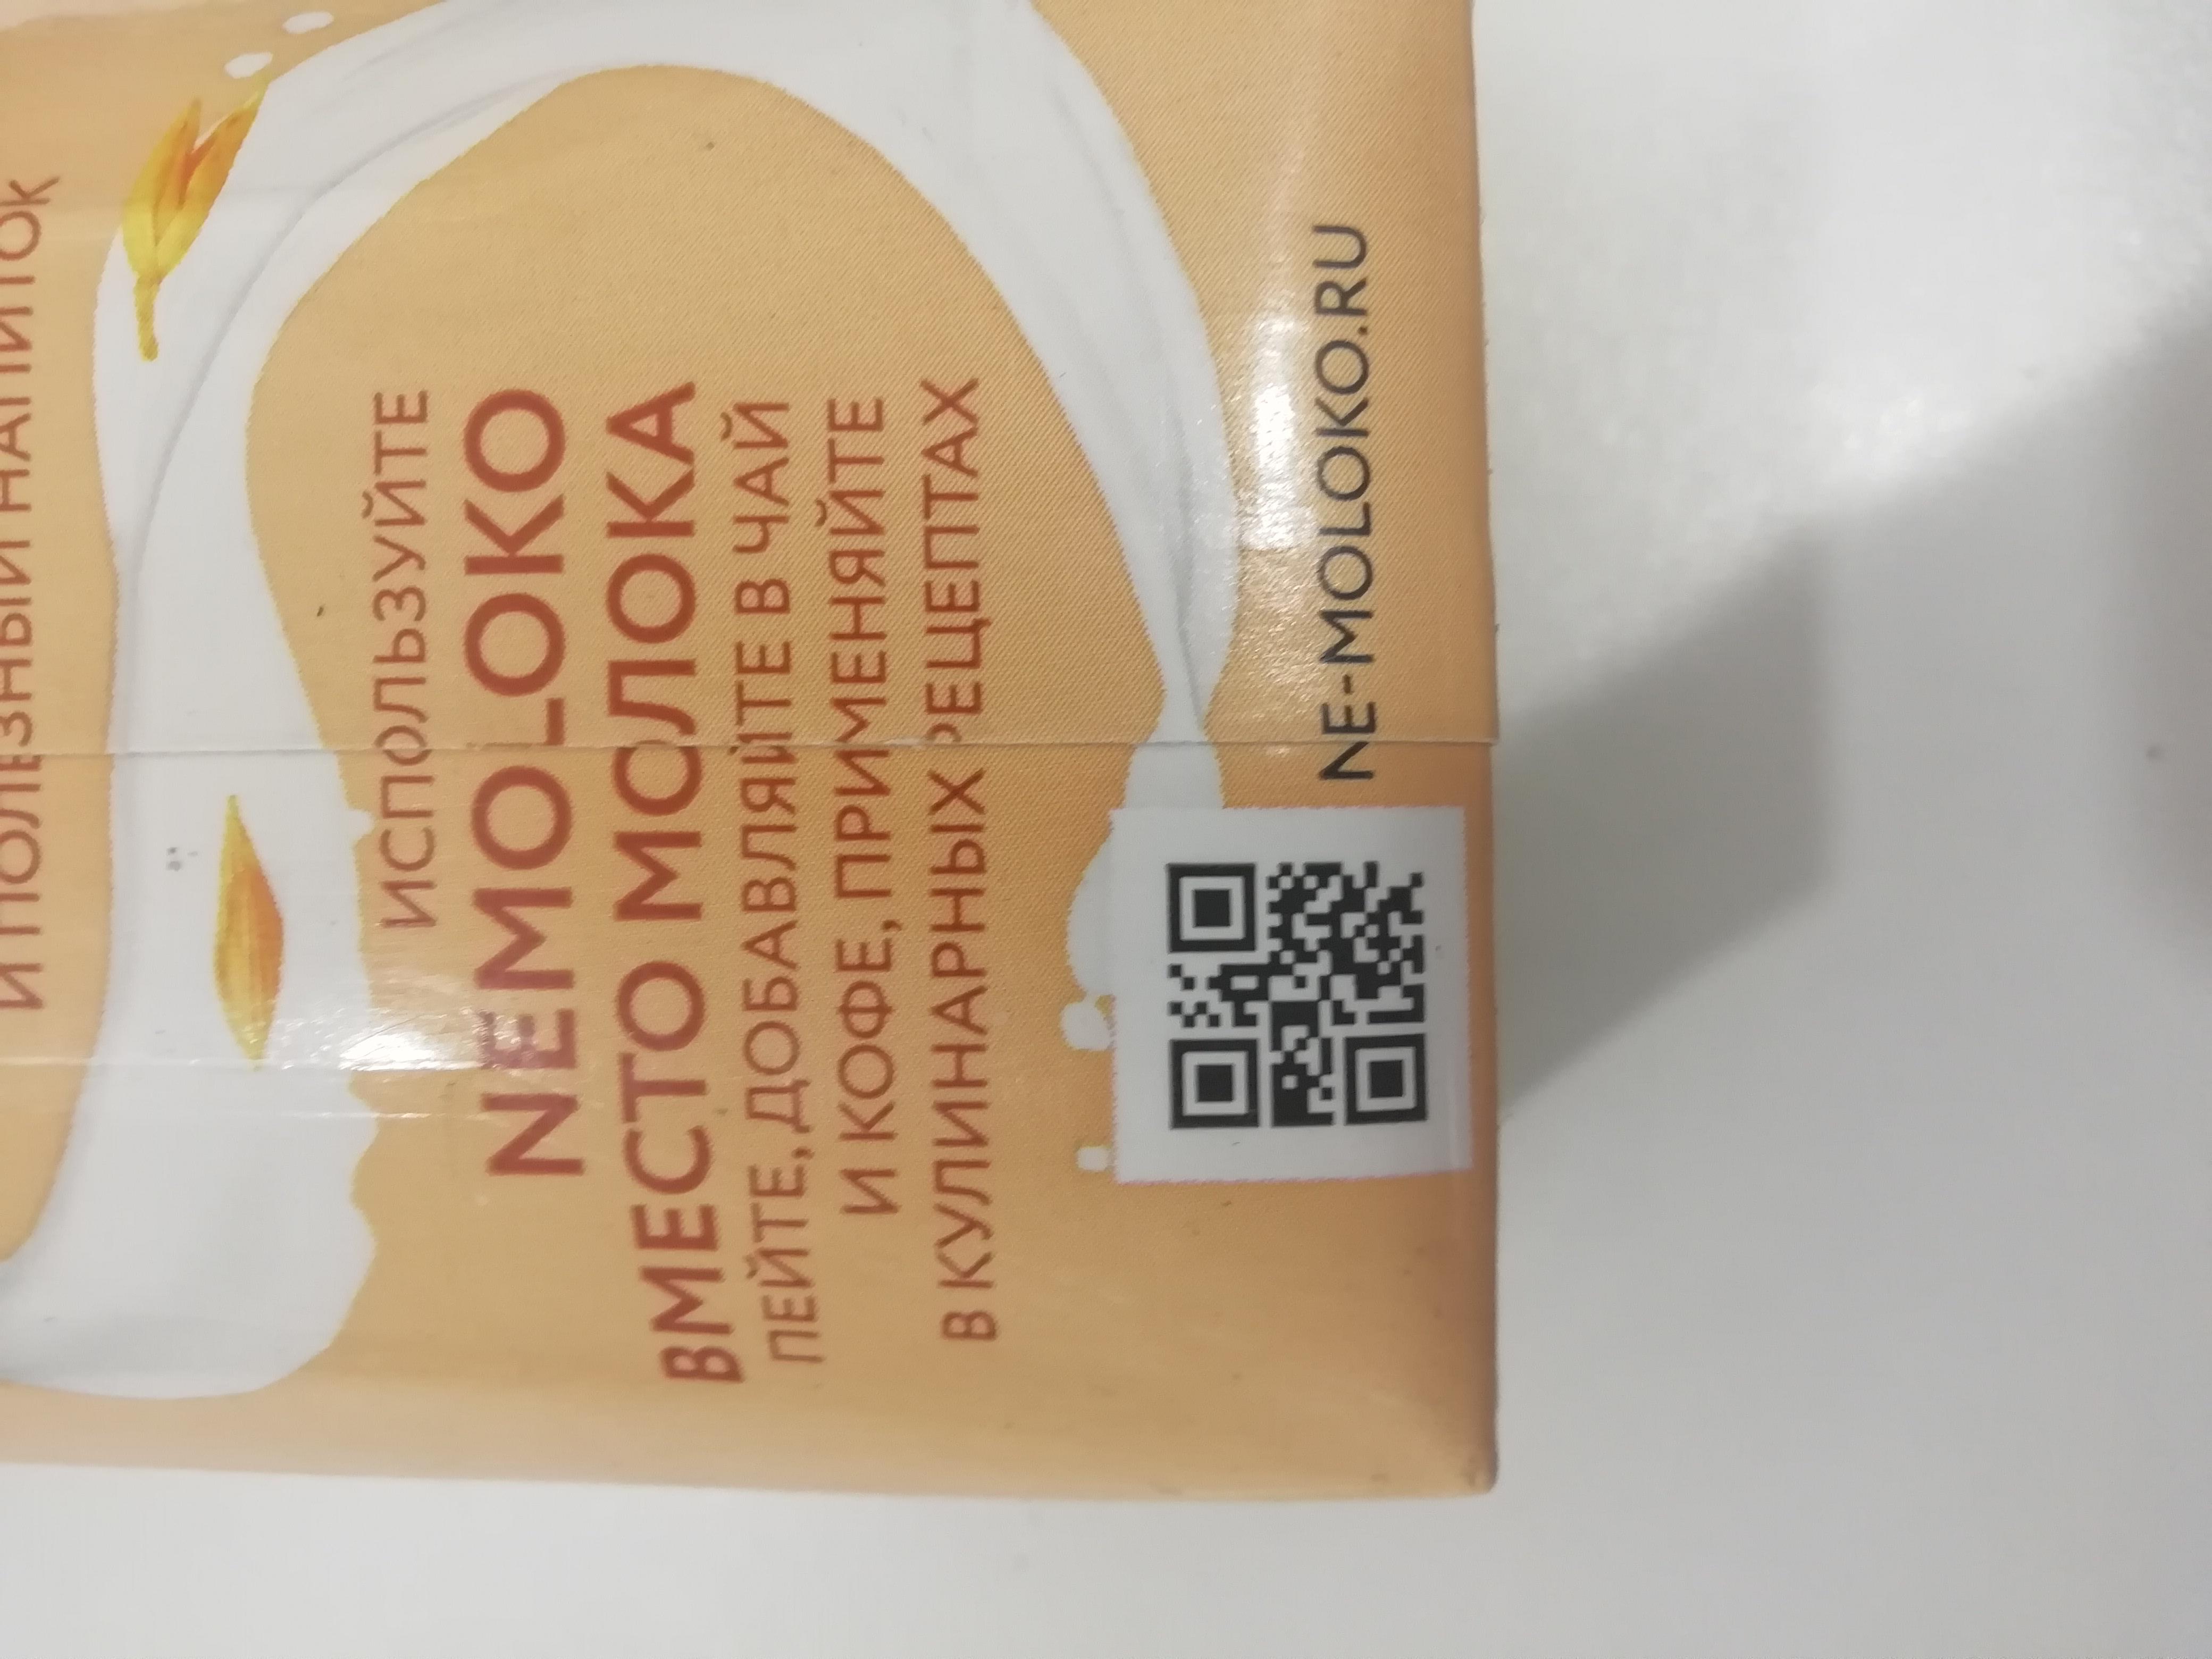 И ПОЛЕЗНЫЙ НАПИТОК
ИСПОЛЬЗУЙТЕ
NEMOLOKO
ВМЕСТО МОЛОКА
ПЕЙТЕ, ДОБАВЛЯЙТЕ В ЧАЙ
И КОФЕ, ПРИМЕНЯЙТЕ
В КУЛИНАРНЫХ РЕЦЕПТАХ
NE-MOLOKO.RU